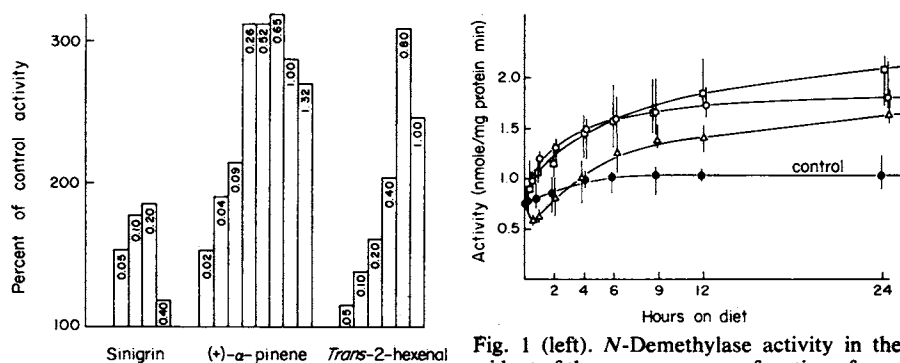 Percent of control activity
300
200
100
0.05
0.10
0.20
0.40
Sinigrin
0.02
0.04
0.09
0.26
0.52
0.65
1.00
1.32
(+)-α-pinene
.05
0.10
0.20
0.40
0.80
1.00
Trans-2-hexenal
Activity (nmole/mg protein min)
2.0
1.5
1.0
0.5
control
2 4 6 9 12 24
Hours on diet
Fig. 1 (left). N-Demethylase activity in the